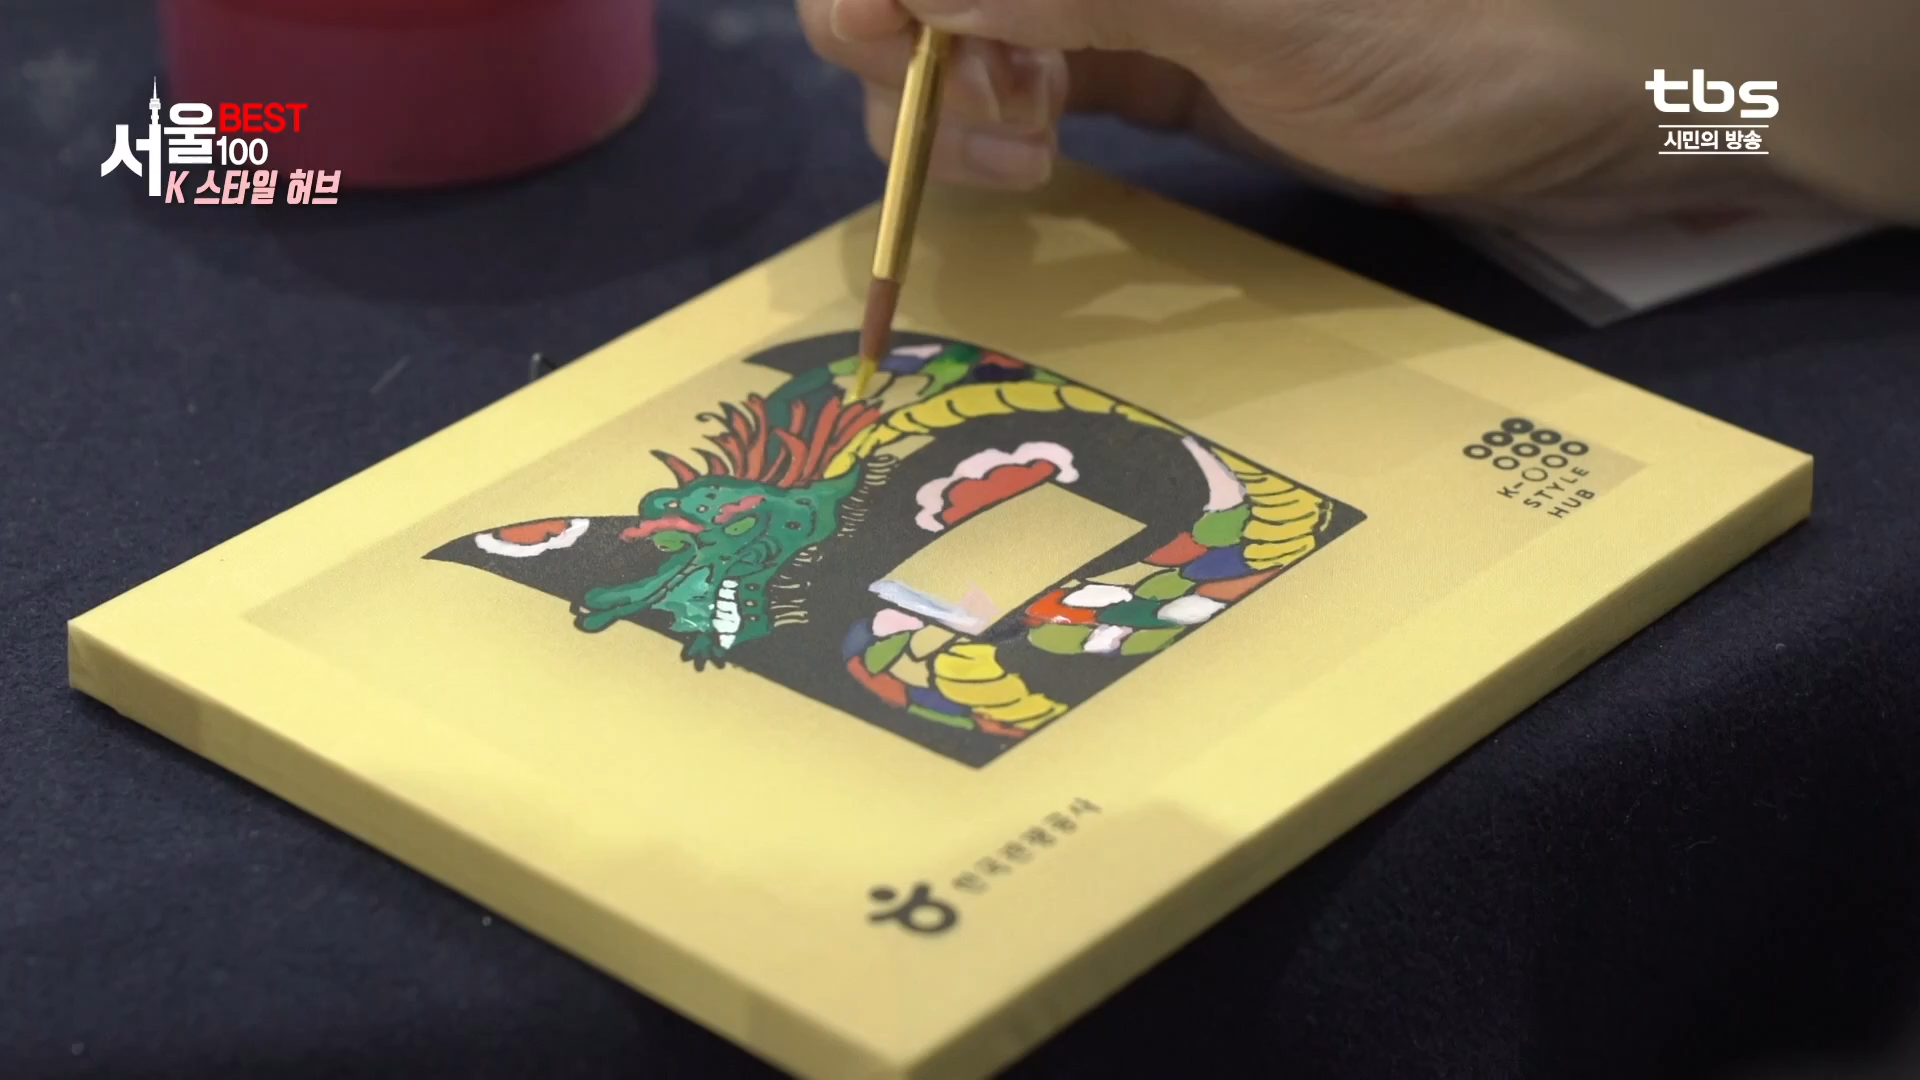 서울 BEST
100
K 스타일 허브
tbs
시민의 방송
K-
STYLE
HUB
한국관광공사